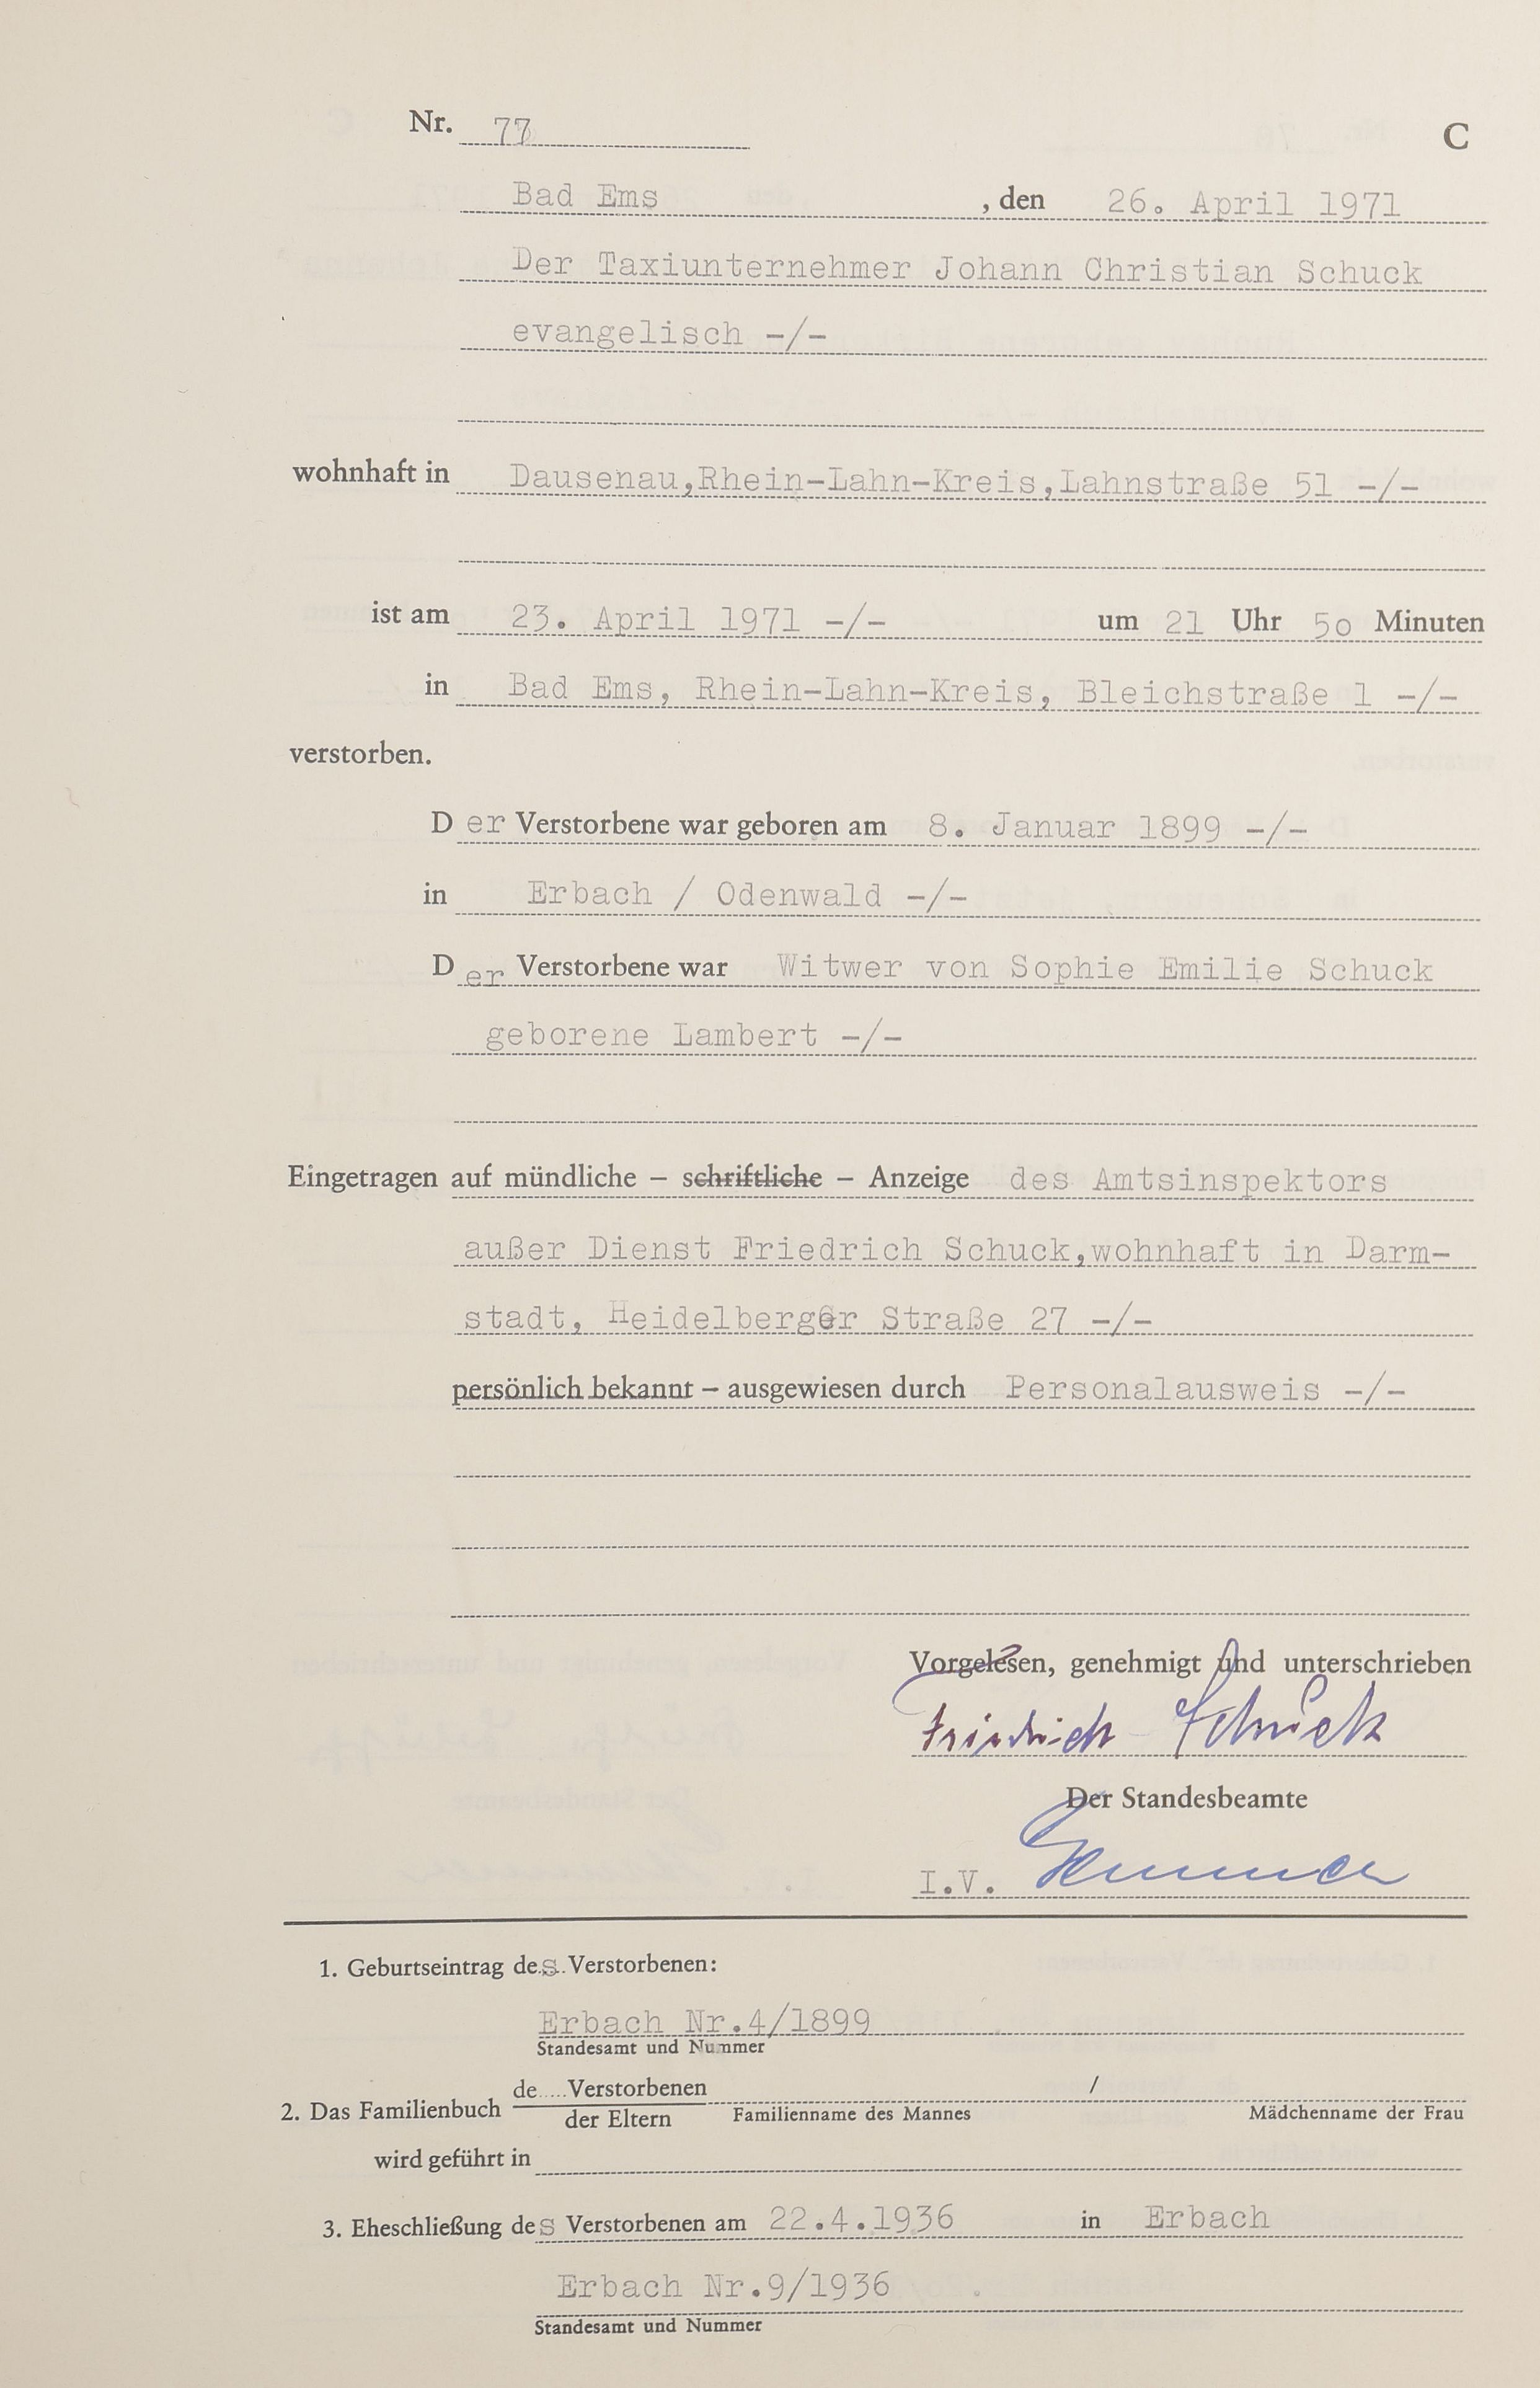 Nr. 77 C
Bad Ems , den 26. April 1971
Der Taxiunternehmer Johann Christian Schuck
evangelisch -/-
wohnhaft in Dausenau,Rhein-Lahn-Kreis,Lahnstraße 51 -/-
ist am 23. April 1971 -/- um 21 Uhr 50 Minuten
in Bad Ems, Rhein-Lahn-Kreis, Bleichstraße 1 -/-
verstorben.
Der Verstorbene war geboren am 8. Januar 1899 -/-
in Erbach / Odenwald -/-
Der Verstorbene war Witwer von Sophie Emilie Schuck
geborene Lambert -/-
Eingetragen auf mündliche – schriftliche – Anzeige des Amtsinspektors
außer Dienst Friedrich Schuck,wohnhaft in Darm-
stadt, Heidelberger Straße 27 -/-
persönlich bekannt – ausgewiesen durch Personalausweis -/-
Vorgelesen, genehmigt und unterschrieben
Friedrich Schuck
Der Standesbeamte
I.V.
1. Geburtseintrag des Verstorbenen:
Erbach Nr.4/1899
Standesamt und Nummer
de.....Verstorbenen /
2. Das Familienbuch der Eltern Familienname des Mannes Mädchenname der Frau
wird geführt in
3. Eheschließung des Verstorbenen am 22.4.1936 in Erbach
Erbach Nr.9/1936
Standesamt und Nummer